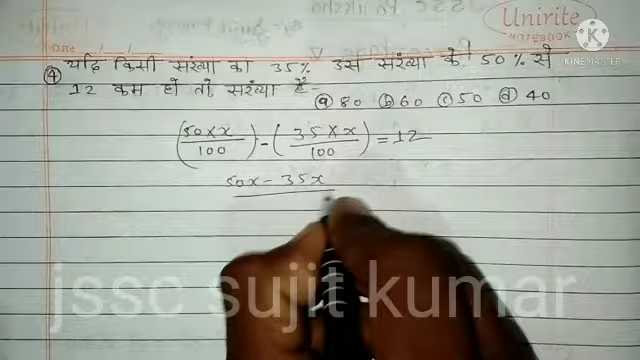 Unirite
NOTEBOOK
Date / /
KINEMASTER
④ यदि किसी संख्या का 35% उस संख्या के 50% से
12 कम हो तो संख्या है-
ⓐ 80 ⓑ 60 ⓒ 50 ⓓ 40
(50×x/100) - (35×x/100) = 12
50x - 35x
jssc sujit kumar